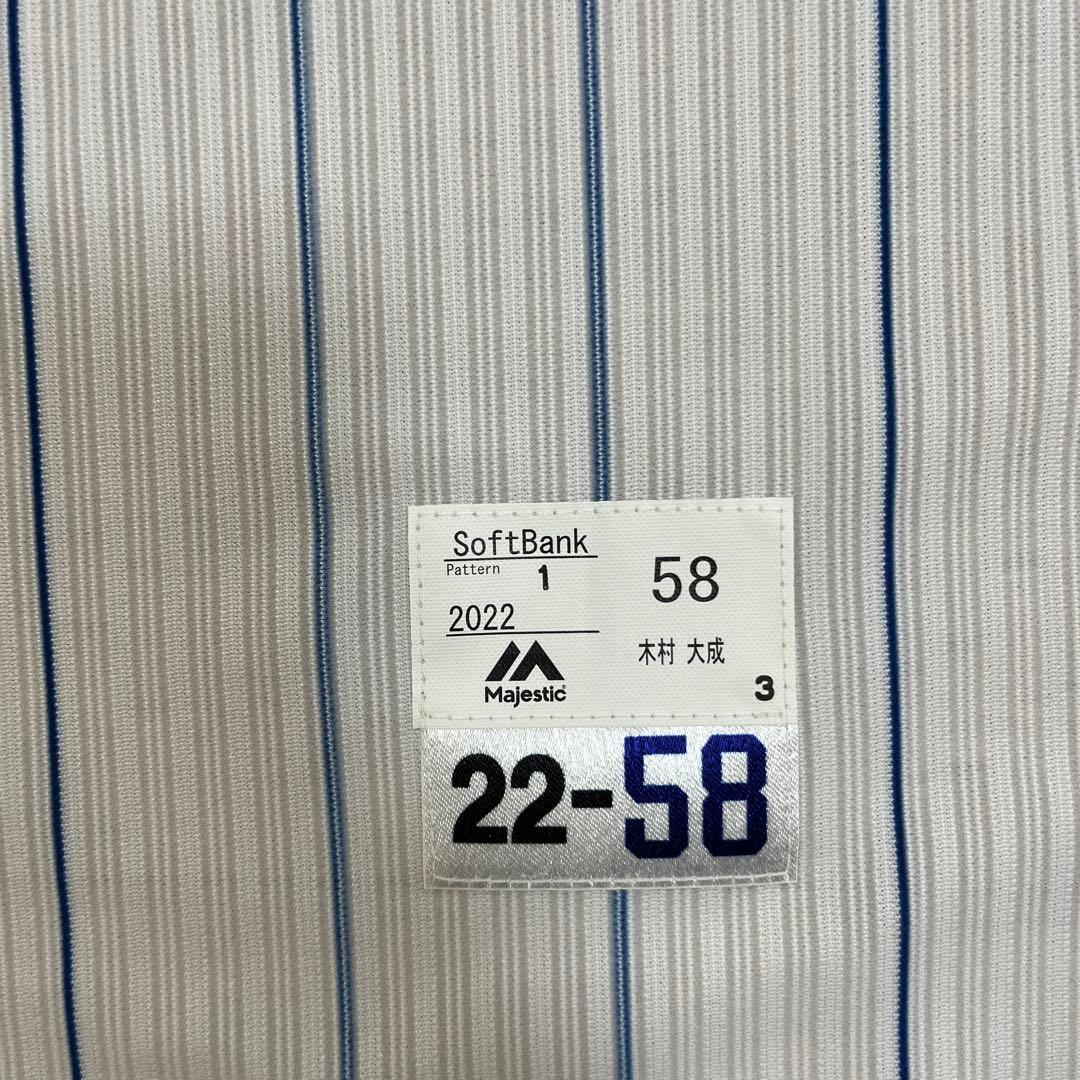 SoftBank
Pattern 1
2022
Majestic
58
木村 大成
3
22-58